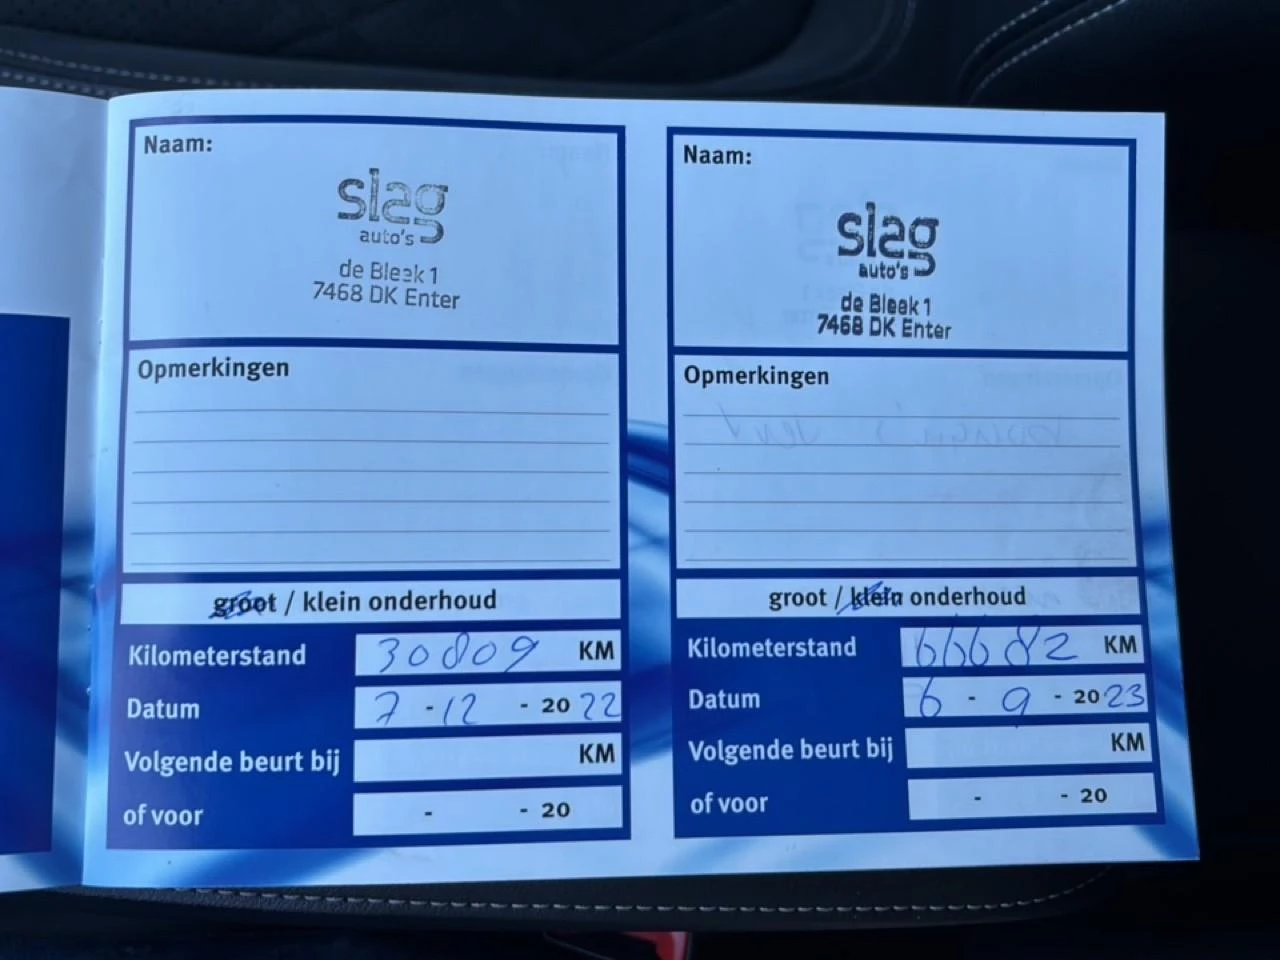 Naam:
slag
auto's
de Bleek 1
7468 DK Enter
Opmerkingen
groot / klein onderhoud
Kilometerstand 30809 KM
Datum 7 - 12 - 2022
Volgende beurt bij KM
of voor - - 20
Naam:
slag
auto's
de Bleek 1
7468 DK Enter
Opmerkingen
groot / klein onderhoud
Kilometerstand 66682 KM
Datum 6 - 9 - 2023
Volgende beurt bij KM
of voor - - 20